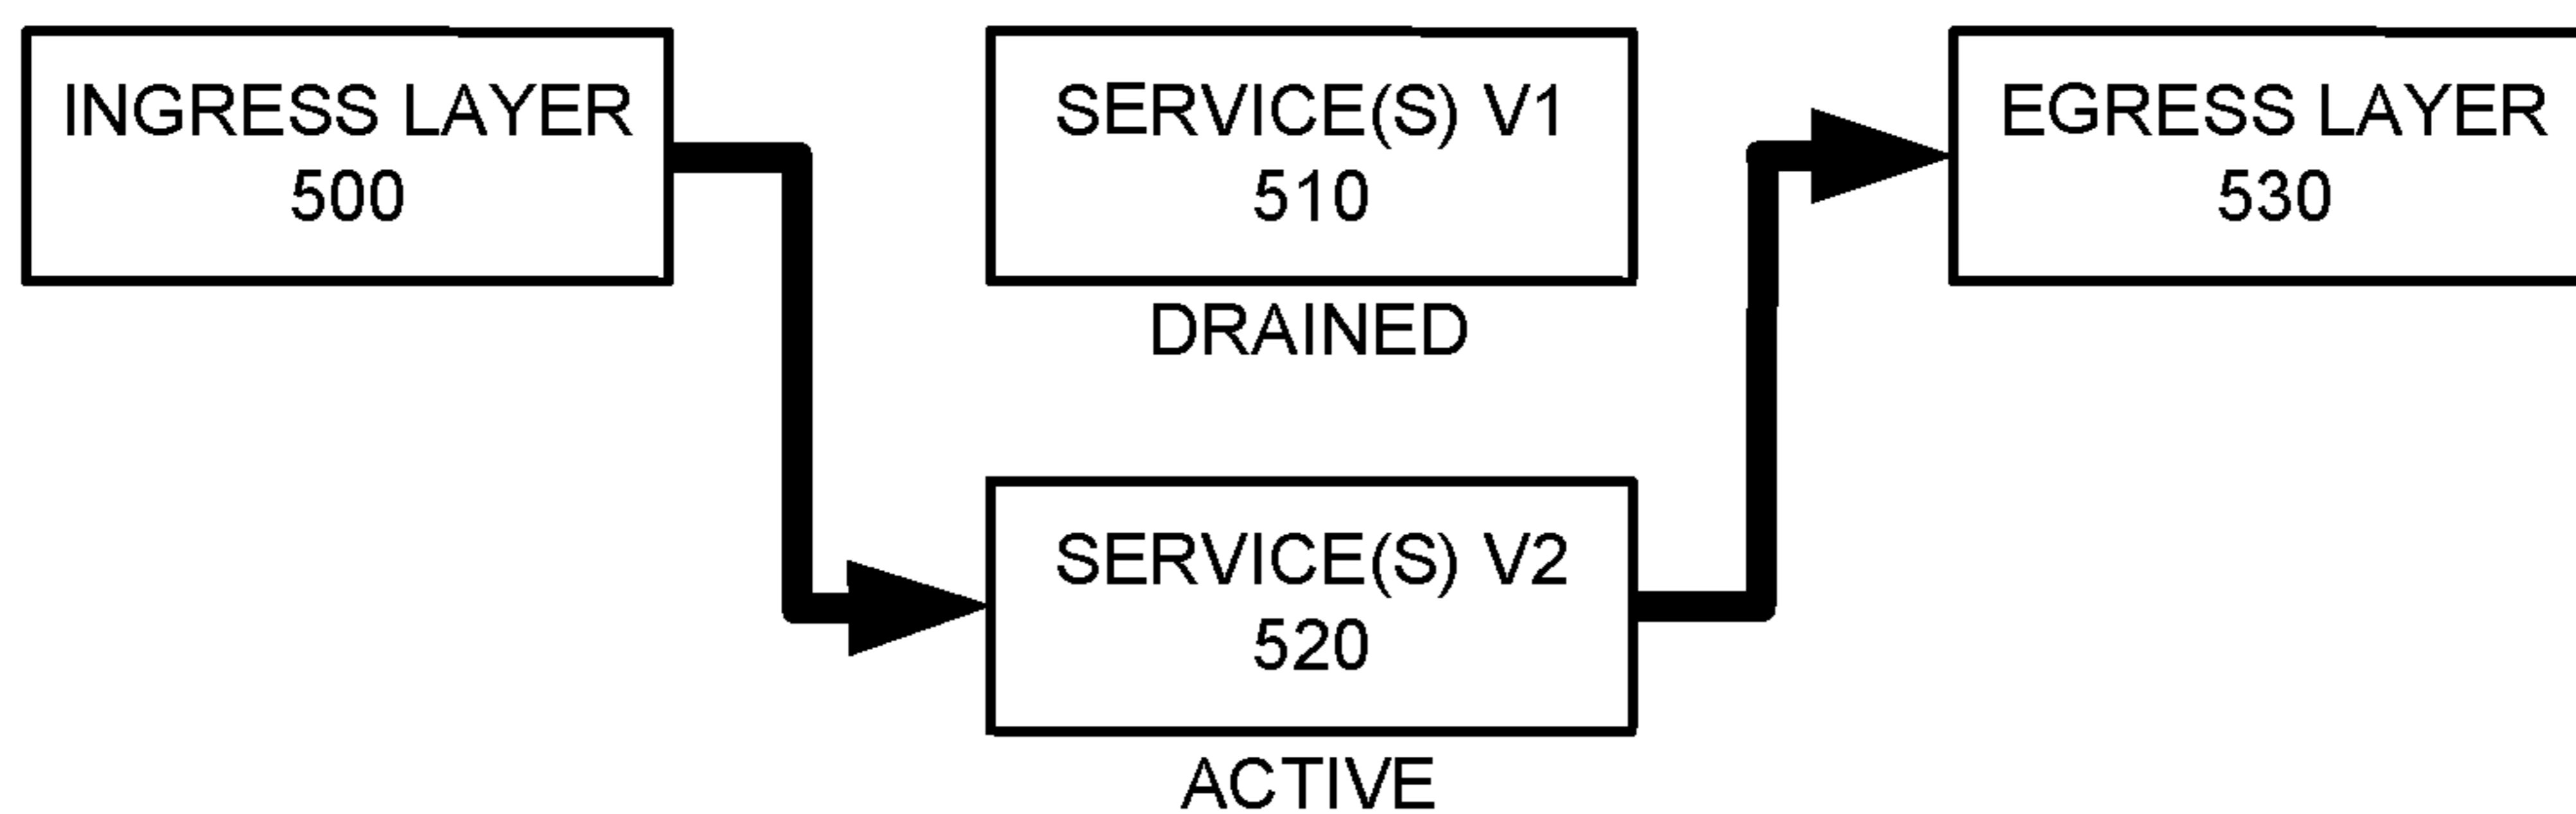 INGRESS LAYER
500
SERVICE(S) V1
510
DRAINED
EGRESS LAYER
530
SERVICE(S) V2
520
ACTIVE